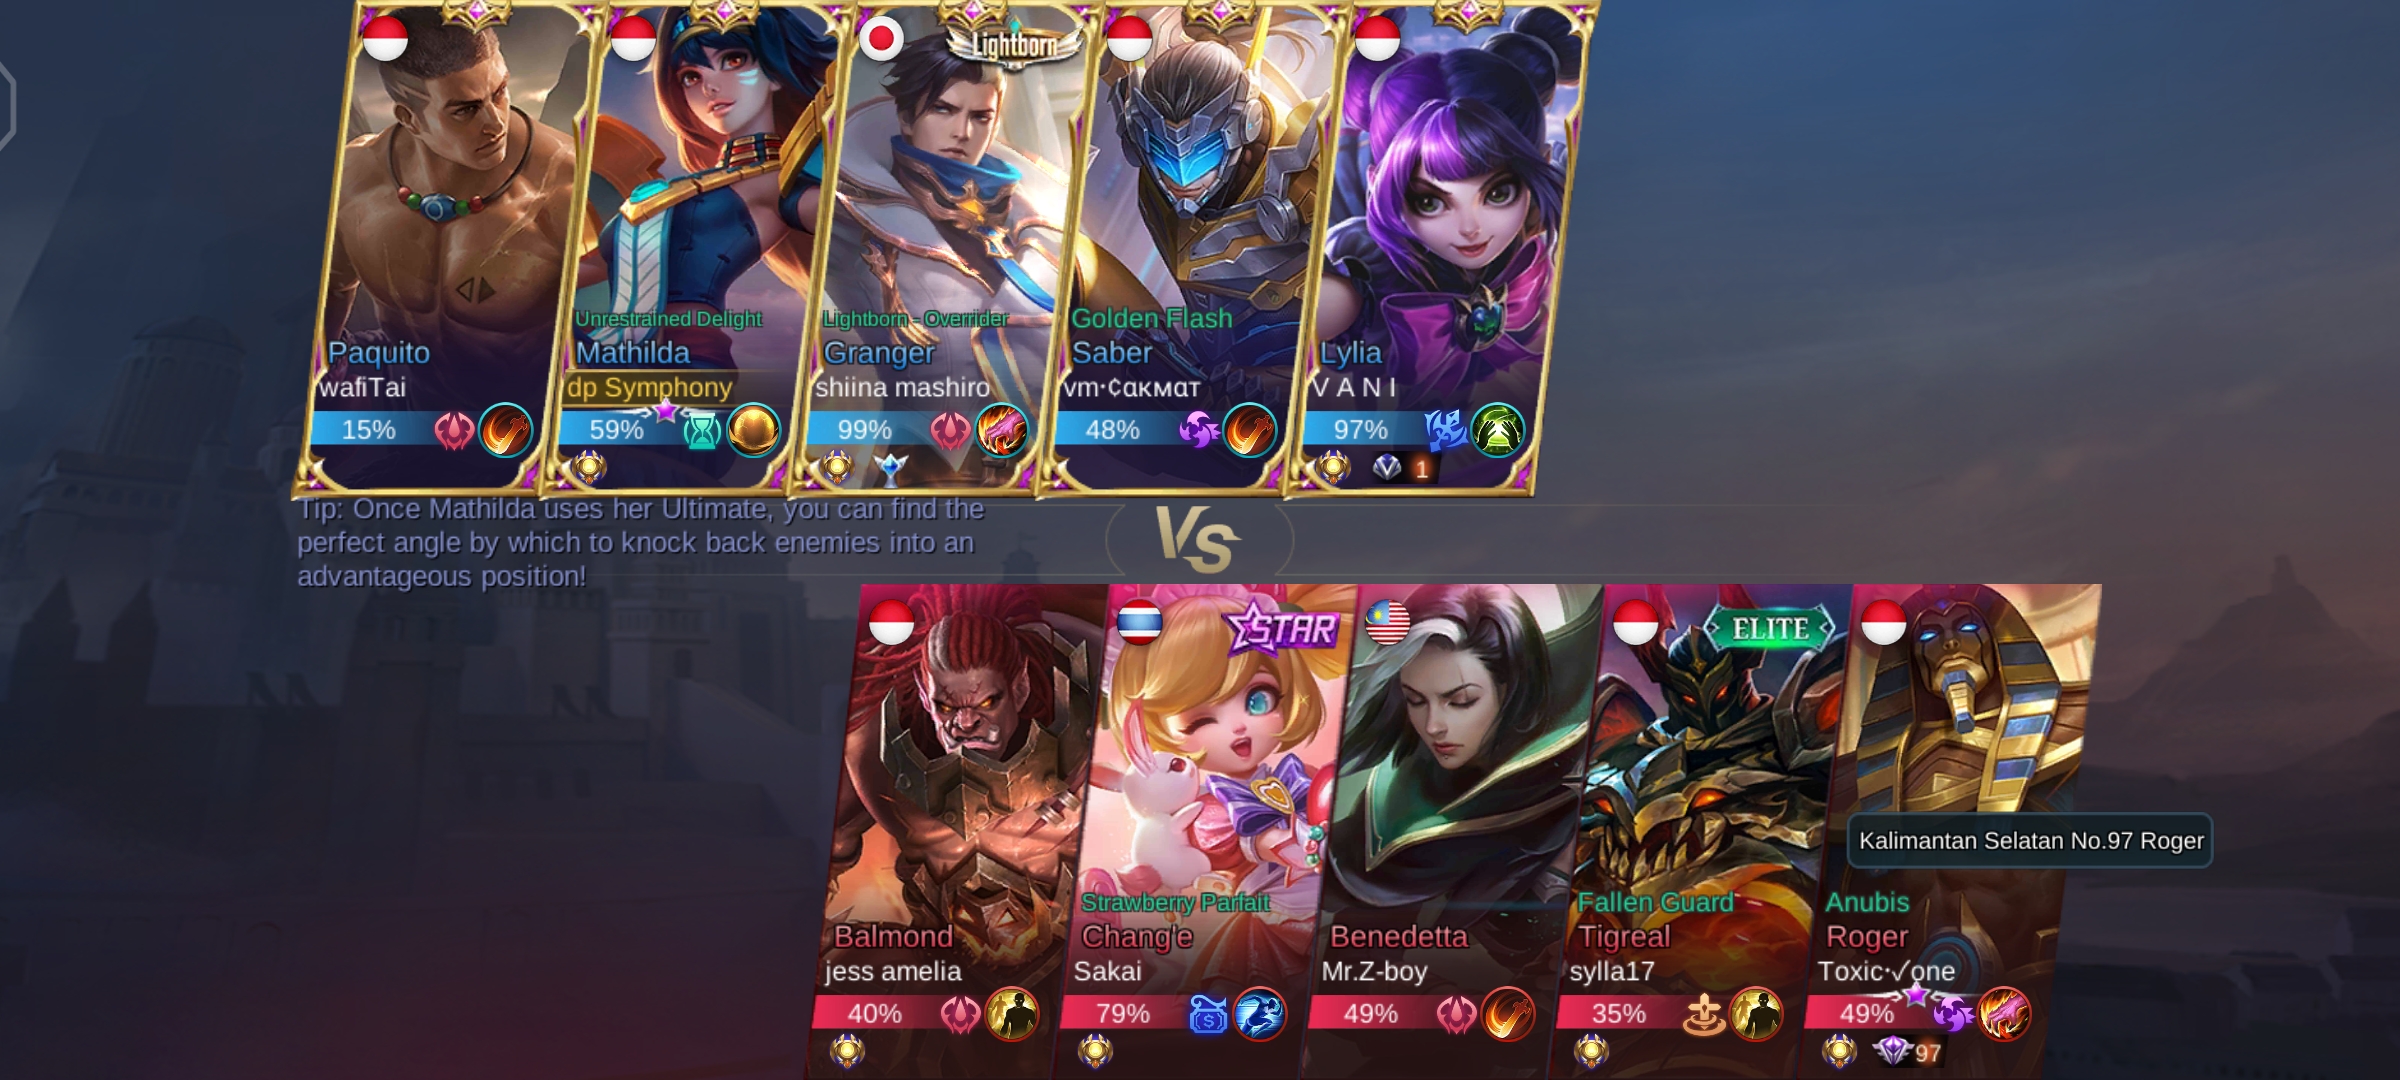 Lightborn
Paquito
wafiTai
15%
Unrestrained Delight
Mathilda
dp Symphony
59%
Lightborn - Overrider
Granger
shiina mashiro
99%
Golden Flash
Saber
vm·¢αкмαт
48%
Lylia
V A N I
97%
1
Tip: Once Mathilda uses her Ultimate, you can find the
perfect angle by which to knock back enemies into an
advantageous position!
VS
Balmond
jess amelia
40%
STAR
Strawberry Parfait
Chang'e
Sakai
79%
Benedetta
Mr.Z-boy
49%
ELITE
Fallen Guard
Tigreal
sylla17
35%
Kalimantan Selatan No.97 Roger
Anubis
Roger
Toxic·√one
49%
97